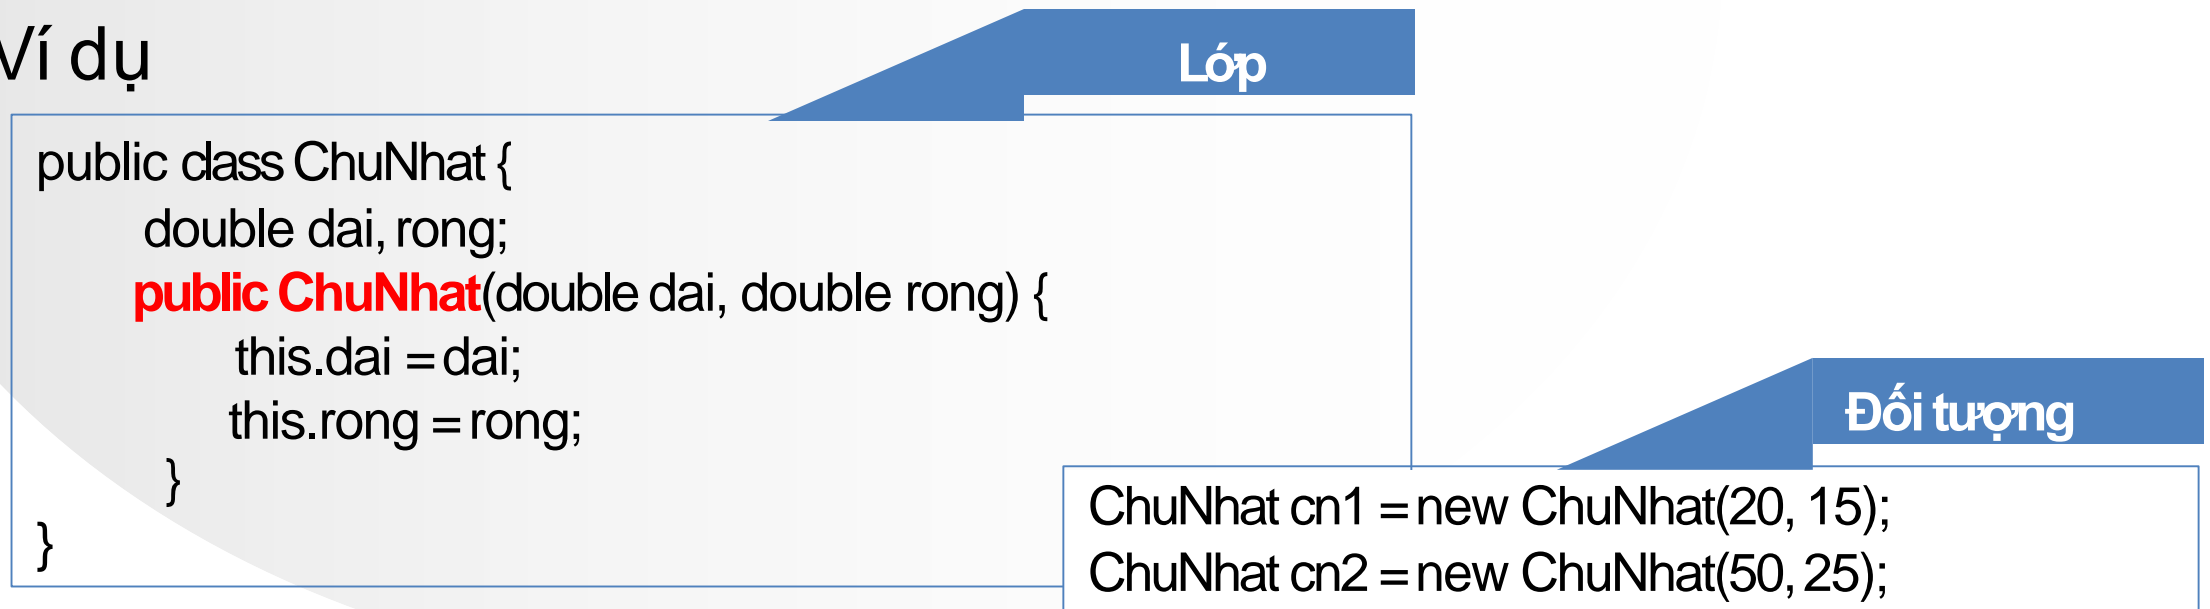 Ví dụ
Lớp
public class ChuNhat {
double dai, rong;
public ChuNhat(double dai, double rong) {
this.dai = dai;
this.rong = rong;
}
}
Đối tượng
ChuNhat cn1 = new ChuNhat(20, 15);
ChuNhat cn2 = new ChuNhat(50, 25);